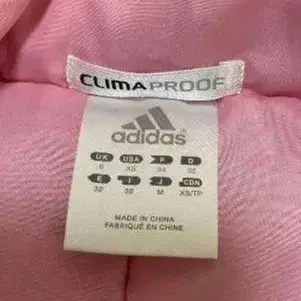 CLIMAPROOF
adidas
UK USA F D
6 XS 34 32
E I J CDN
32 38 M XS/TP
MADE IN CHINA
FABRIQUÉ EN CHINE